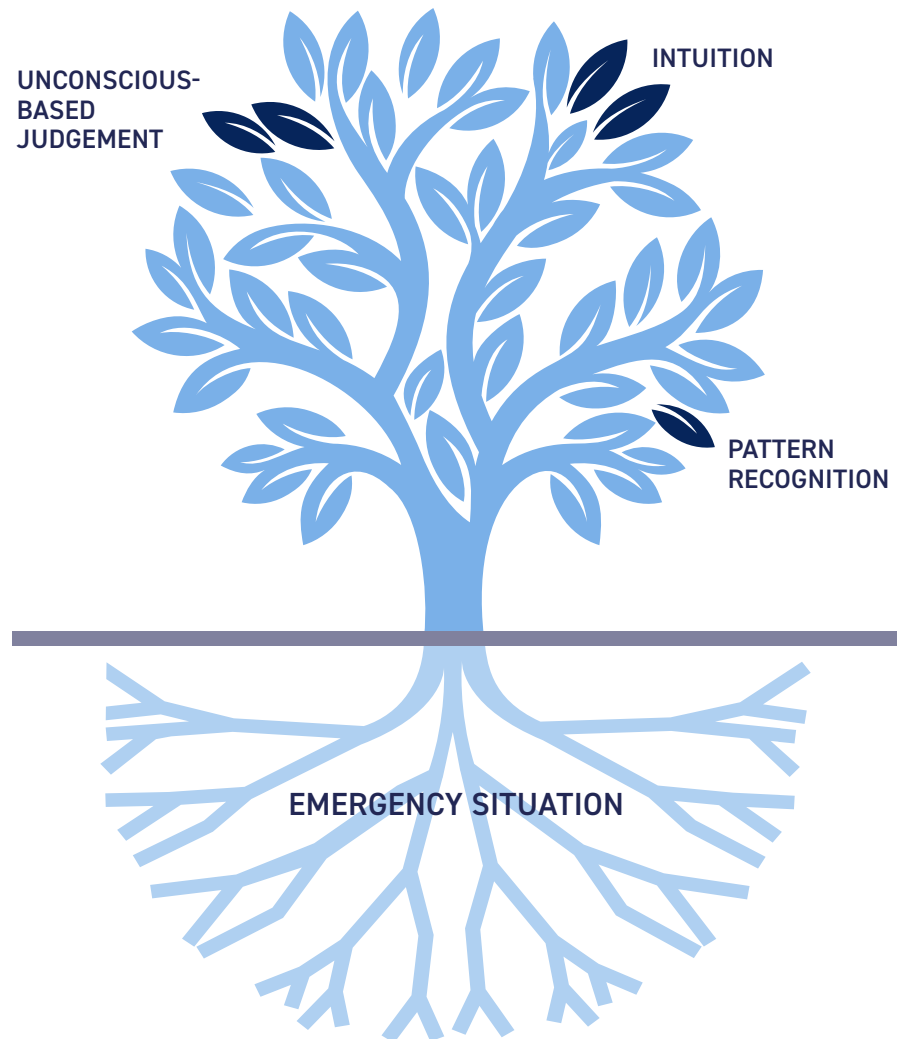 UNCONSCIOUS-
BASED
JUDGEMENT
INTUITION
PATTERN
RECOGNITION
EMERGENCY SITUATION